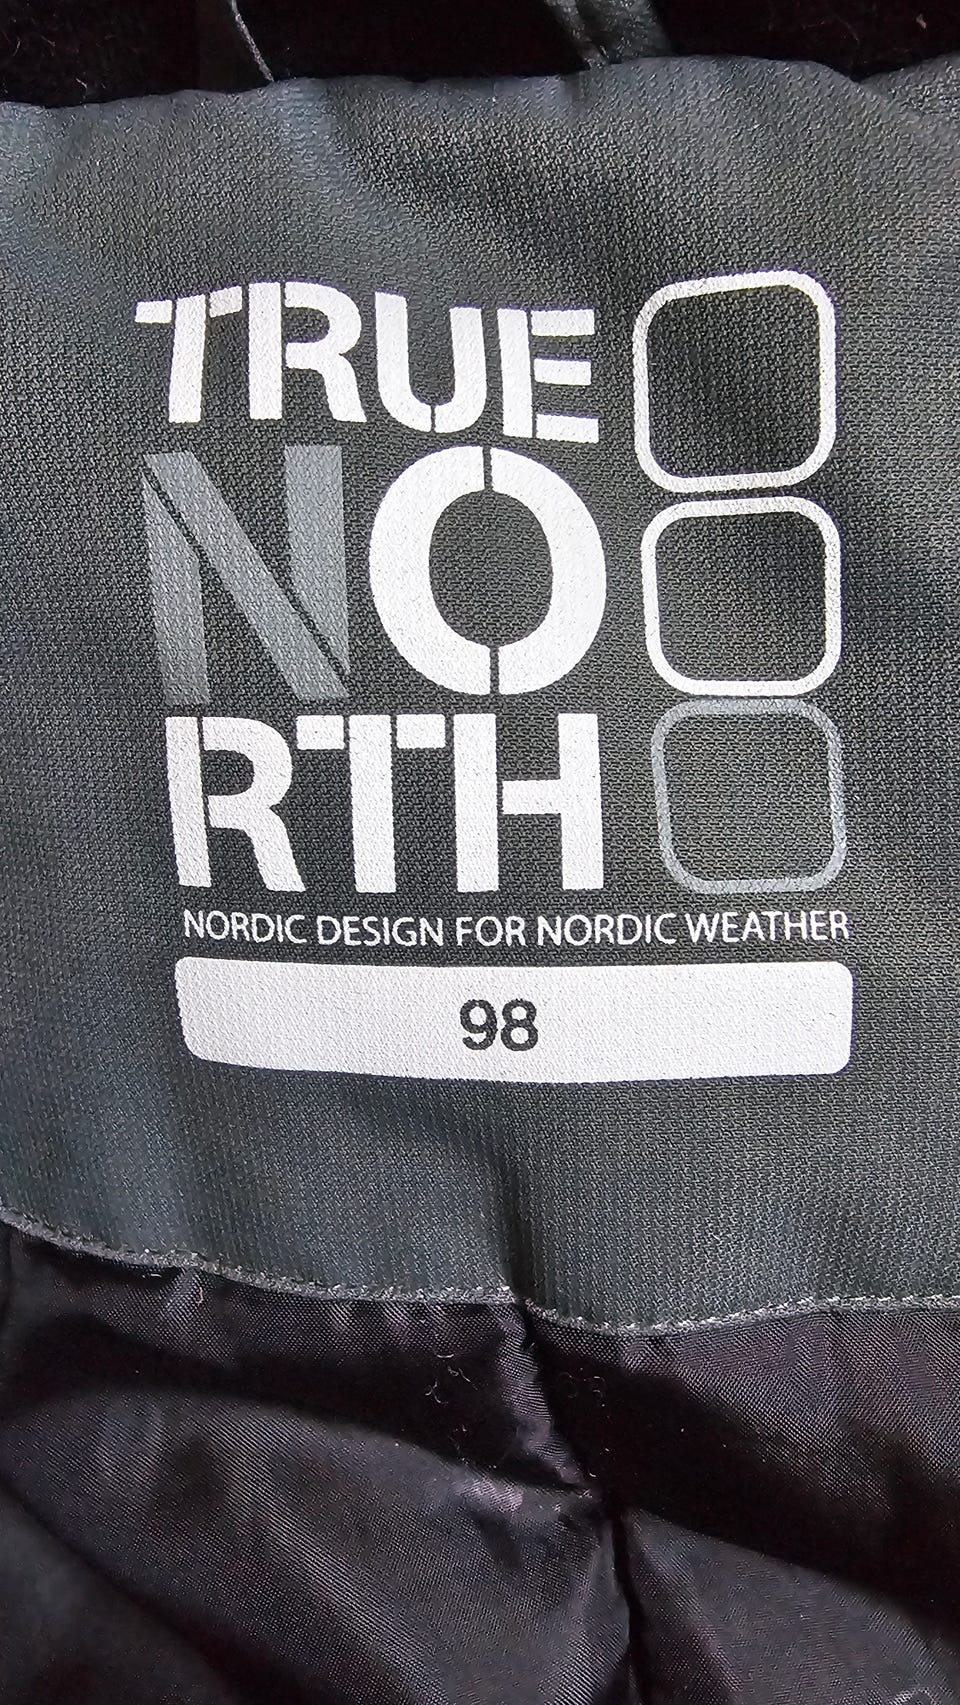 TRUE
NO
RTH
NORDIC DESIGN FOR NORDIC WEATHER
98